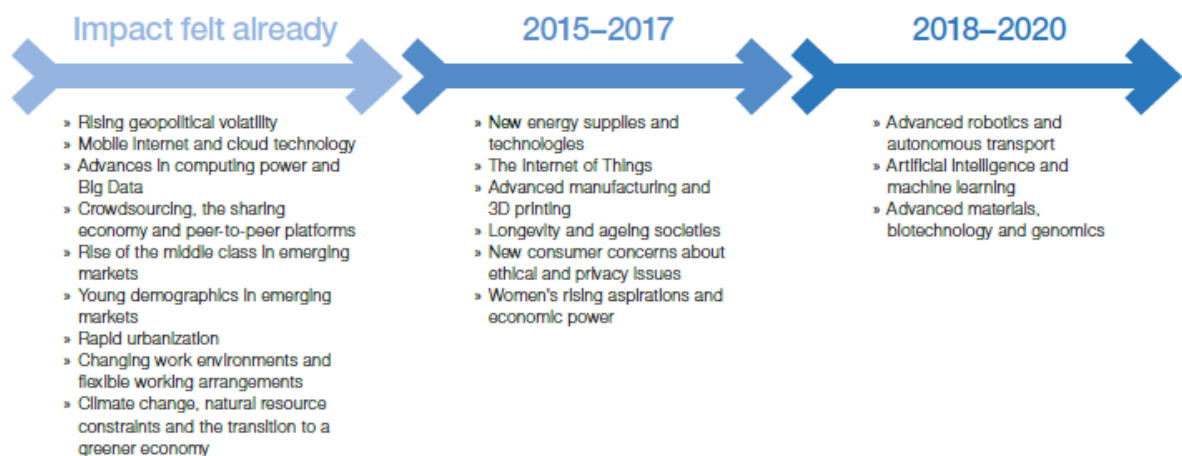 Impact felt already
» Rising geopolitical volatility
» Mobile internet and cloud technology
» Advances in computing power and
Big Data
» Crowdsourcing, the sharing
economy and peer-to-peer platforms
» Rise of the middle class in emerging
markets
» Young demographics in emerging
markets
» Rapid urbanization
» Changing work environments and
flexible working arrangements
» Climate change, natural resource
constraints and the transition to a
greener economy
2015–2017
» New energy supplies and
technologies
» The Internet of Things
» Advanced manufacturing and
3D printing
» Longevity and ageing societies
» New consumer concerns about
ethical and privacy issues
» Women's rising aspirations and
economic power
2018–2020
» Advanced robotics and
autonomous transport
» Artificial intelligence and
machine learning
» Advanced materials,
biotechnology and genomics